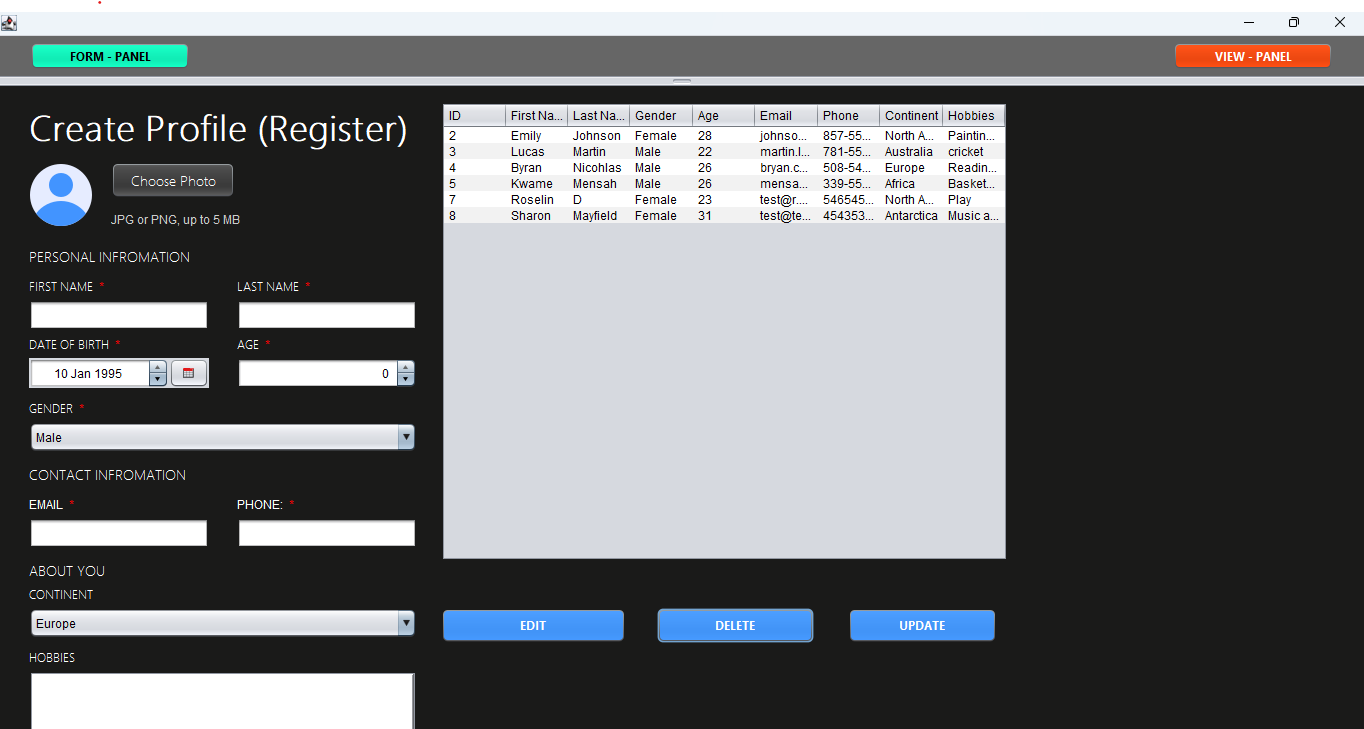 FORM - PANEL
VIEW - PANEL
Create Profile (Register)
Choose Photo
JPG or PNG, up to 5 MB
PERSONAL INFROMATION
FIRST NAME *
LAST NAME *
DATE OF BIRTH *
AGE *
10 Jan 1995
0
GENDER *
Male
CONTACT INFROMATION
EMAIL *
PHONE: *
ABOUT YOU
CONTINENT
Europe
HOBBIES
ID First Na... Last Na... Gender Age Email Phone Continent Hobbies
2 Emily Johnson Female 28 johnso... 857-55... North A... Paintin...
3 Lucas Martin Male 22 martin.l... 781-55... Australia cricket
4 Byran Nicohlas Male 26 bryan.c... 508-54... Europe Readin...
5 Kwame Mensah Male 26 mensa... 339-55... Africa Basket...
7 Roselin D Female 23 test@r.... 546545... North A... Play
8 Sharon Mayfield Female 31 test@te... 454353... Antarctica Music a...
EDIT
DELETE
UPDATE